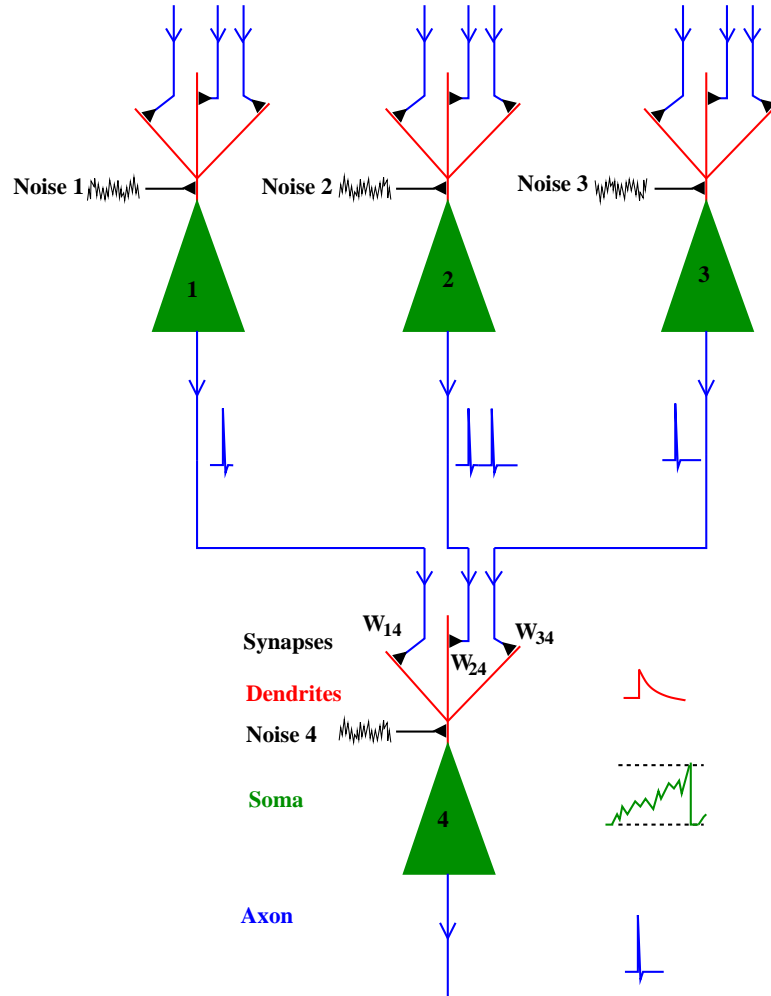 Noise 1
Noise 2
Noise 3
1
2
3
W14
W34
Synapses
W24
Dendrites
Noise 4
Soma
4
Axon